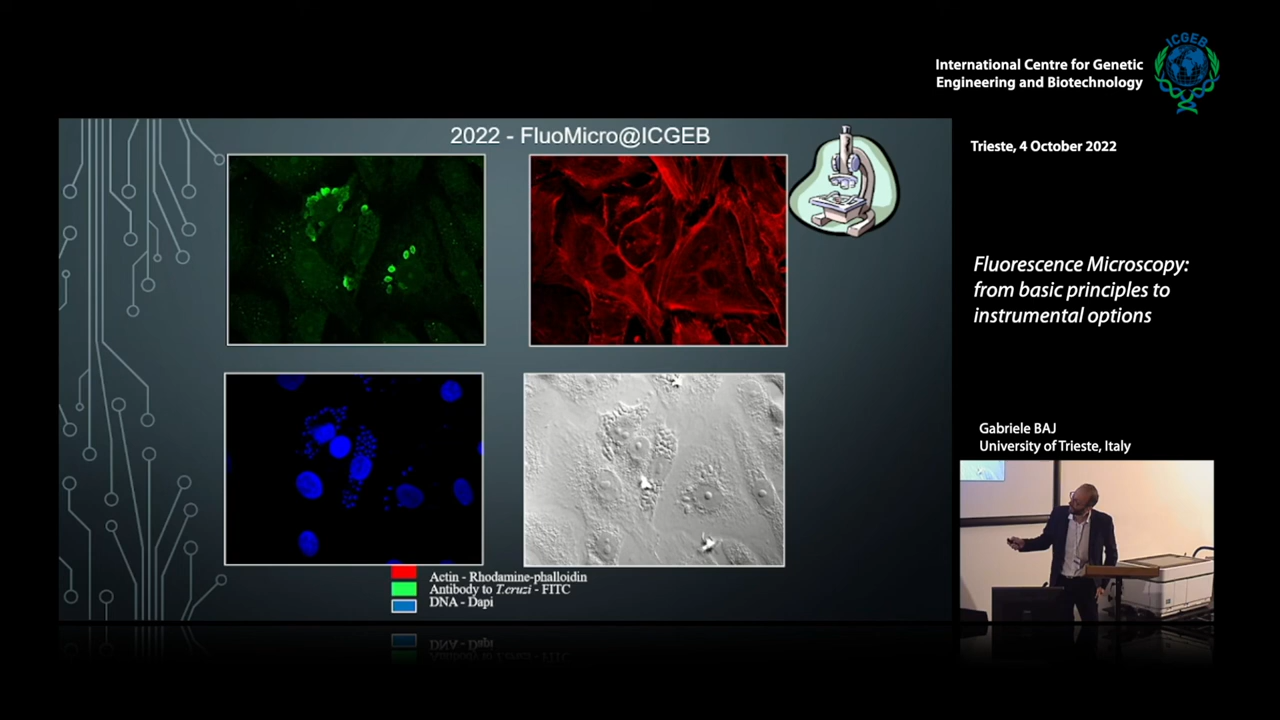 ICGEB
International Centre for Genetic
Engineering and Biotechnology
Trieste, 4 October 2022
2022 - FluoMicro@ICGEB
Fluorescence Microscopy:
from basic principles to
instrumental options
Gabriele BAJ
University of Trieste, Italy
Actin - Rhodamine-phalloidin
Antibody to T.cruzi - FITC
DNA - Dapi